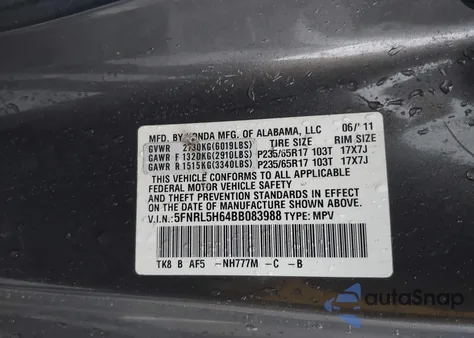 MFD. BY HONDA MFG. OF ALABAMA, LLC 06/11
GVWR 2730KG(6019LBS) TIRE SIZE RIM SIZE
GAWR F 1320KG(2910LBS) P235/65R17 103T 17X7J
GAWR R 1515KG(3340LBS) P235/65R17 103T 17X7J
THIS VEHICLE CONFORMS TO ALL APPLICABLE
FEDERAL MOTOR VEHICLE SAFETY
AND THEFT PREVENTION STANDARDS IN EFFECT
ON THE DATE OF MANUFACTURE SHOWN ABOVE.
V.I.N.:5FNRL5H64BB083988 TYPE: MPV
TK8 B AF5 -NH777M -C -B
autoSnap